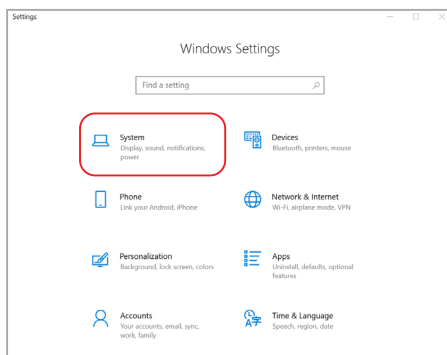 Settings
Windows Settings
Find a setting
System
Display, sound, notifications,
power
Devices
Bluetooth, printers, mouse
Phone
Link your Android, iPhone
Network & Internet
Wi-Fi, airplane mode, VPN
Personalization
Background, lock screen, colors
Apps
Uninstall, defaults, optional
features
Accounts
Your accounts, email, sync,
work, family
Time & Language
Speech, region, date